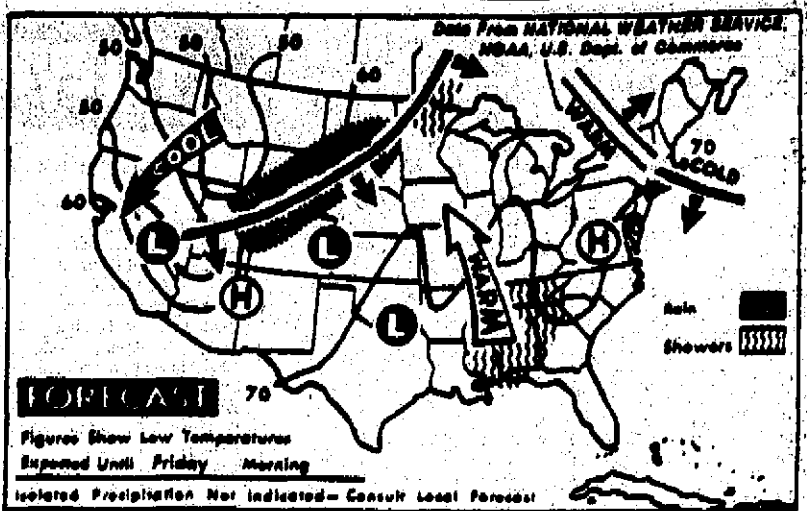 Data From NATIONAL WEATHER SERVICE,
NOAA, U.S. Dept. of Commerce
50 50 50
60
50
COOL
WARM
70
COLD
60
L
L
H
H
WARM
L
Rain
Showers
FORECAST
70
Figures Show Low Temperatures
Expected Until Friday Morning
Isolated Precipitation Not Indicated— Consult Local Forecast